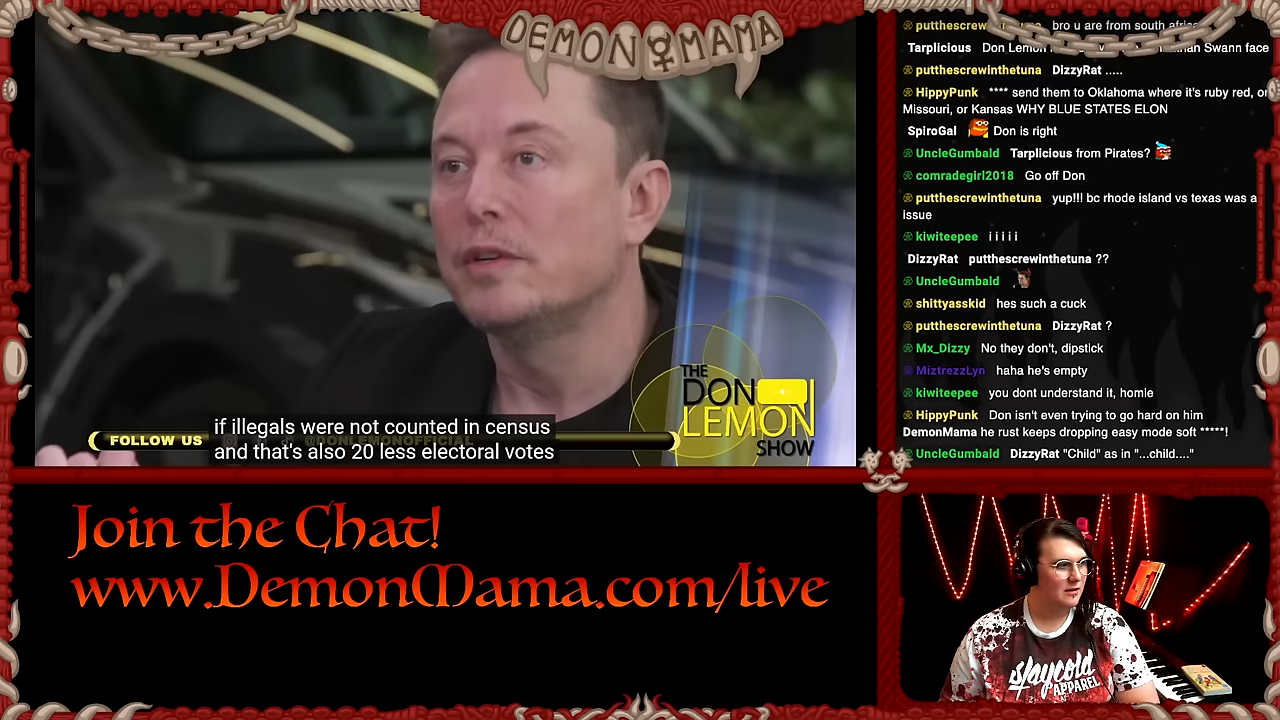 DEMON MAMA
if illegals were not counted in census
and that's also 20 less electoral votes
FOLLOW US
THE
DON
LEMON
SHOW
putthescrew bro u are from south
Tarplicious Don Swann face
putthescrewinthetuna DizzyRat .....
HippyPunk **** send them to Oklahoma where it's ruby red, or
Missouri, or Kansas WHY BLUE STATES ELON
SpiroGal Don is right
UncleGumbald Tarplicious from Pirates?
comradegirl2018 Go off Don
putthescrewinthetuna yup!!! bc rhode island vs texas was a
issue
kiwiteepee i i i i i
DizzyRat putthescrewinthetuna ??
UncleGumbald
shittyasskid hes such a cuck
putthescrewinthetuna DizzyRat ?
Mx_Dizzy No they don't, dipstick
MiztrezzLyn haha he's empty
kiwiteepee you dont understand it, homie
HippyPunk Don isn't even trying to go hard on him
DemonMama he rust keeps dropping easy mode soft *****!
UncleGumbald DizzyRat "Child" as in "...child...."
Join the Chat!
www.DemonMama.com/live
Staycold
APPAREL